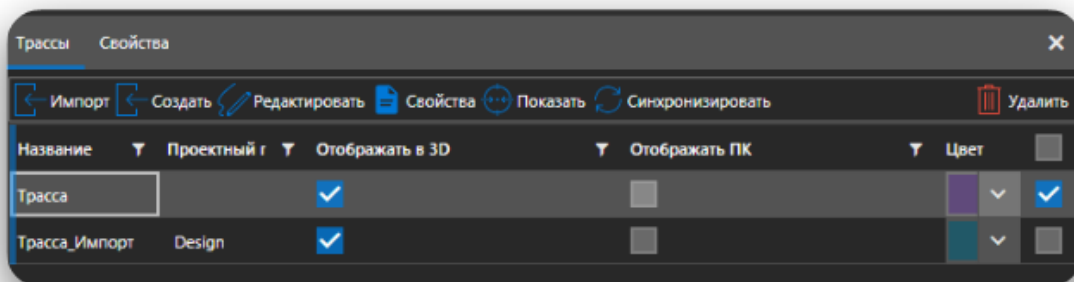 Трассы Свойства
Импорт Создать Редактировать Свойства Показать Синхронизировать Удалить
Название Проектный г Отображать в 3D Отображать ПК Цвет
Трасса
Трасса_Импорт Design